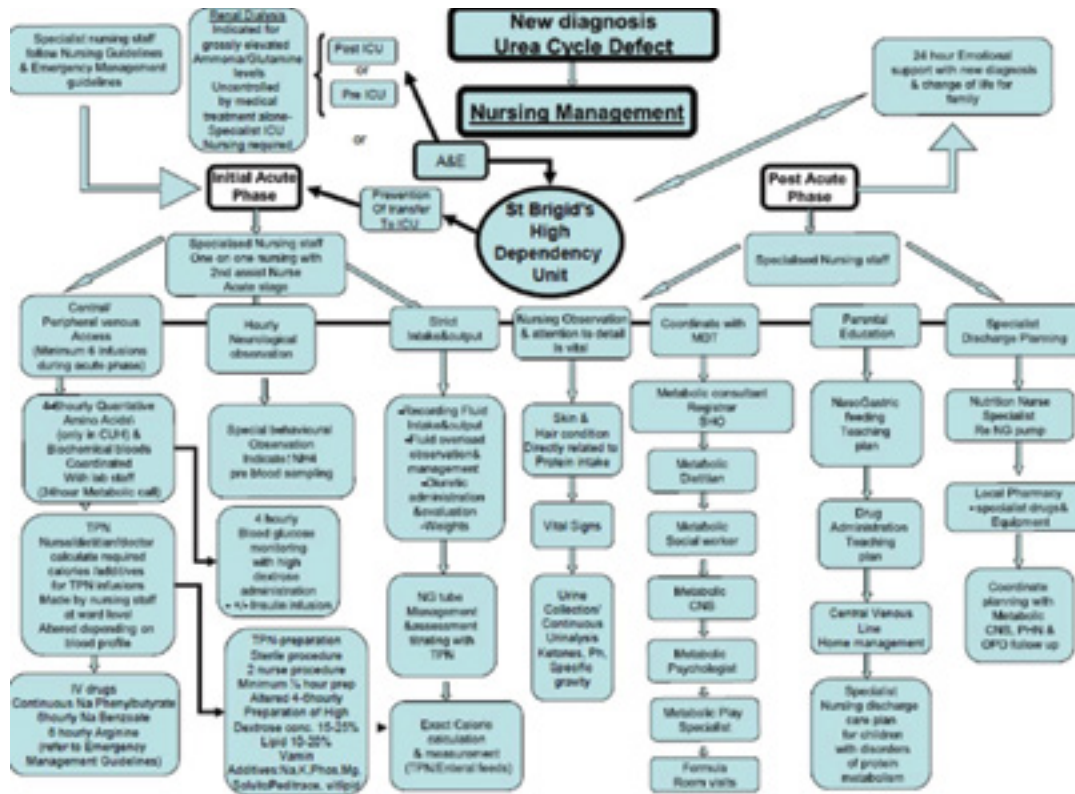 New diagnosis
Urea Cycle Defect
Nursing Management
Specialist nursing staff
follow Nursing Guidelines
& Emergency Management
guidelines
Renal Dialysis
Indicated for
grossly elevated
Ammonia/Glutamine
levels
Uncontrolled
by medical
treatment alone-
Specialist ICU
Nursing required
Post ICU
or
Pre ICU
or
A&E
24 hour Emotional
support with new diagnosis
& change of life for
family
Initial Acute
Phase
Prevention
Of transfer
To ICU
St Brigid's
High
Dependency
Unit
Post Acute
Phase
Specialised Nursing staff
One on one nursing with
2nd assist Nurse
Acute stage
Specialised Nursing staff
Central/
Peripheral venous
Access
(Minimum 6 infusions
during acute phase)
Hourly
Neurological
observation
Strict
Intake&output
Nursing Observation
& attention to detail
is vital
Coordinate with
MDT
Parental
Education
Specialist
Discharge Planning
Amino Acids
(only in CUH) &
Biochemical bloods
Coordinated
With lab staff
(24hour Metabolic call)
Special behavioural
Observation
Indicate
pre blood sampling
•Recording Fluid
Intake&output
•Fluid overload
observation&
management
•Diuretic
administration
&evaluation
•Weights
Skin &
Hair condition
Directly related to
Protein intake
Metabolic consultant
Registrar
SHO
NasoGastric
feeding
Teaching
plan
Nutrition Nurse
Specialist
Re NG pump
Metabolic
Dietitian
Local Pharmacy
•specialist drugs&
Equipment
TPN
Nurse/dietitian/doctor
calculate required
calories /additives
for TPN infusions
Made by nursing staff
at ward level
Altered depending on
blood profile
4 hourly
Blood glucose
monitoring
with high
dextrose
administration
+/- Insulin infusion
Vital Signs
Metabolic
Social worker
Drug
Administration
Teaching
plan
NG tube
Management
&assessment
titrating with
TPN
Urine
Collection/
Continuous
Urinalysis
Ketones, Ph,
Specific
gravity
Metabolic
CNS
Central Venous
Line
Home management
Coordinate
planning with
Metabolic
CNS, PHN &
OPD follow up
IV drugs
Continuous Na Phenylbutyrate
6hourly Na Benzoate
6 hourly Arginine
(refer to Emergency
Management Guidelines)
TPN preparation
Sterile procedure
2 nurse procedure
Minimum ½ hour prep
Altered 4-6hourly
Preparation of High
Dextrose conc. 15-25%
Lipid 10-20%
Vamin
Additives:Na,K,Phos,Mg,
Exact Calorie
calculation
& measurement
(TPN/Enteral feeds)
Metabolic
Psychologist
&
Metabolic Play
Specialist
&
Formula
Room visits
Specialist
Nursing discharge
care plan
for children
with disorders
of protein
metabolism